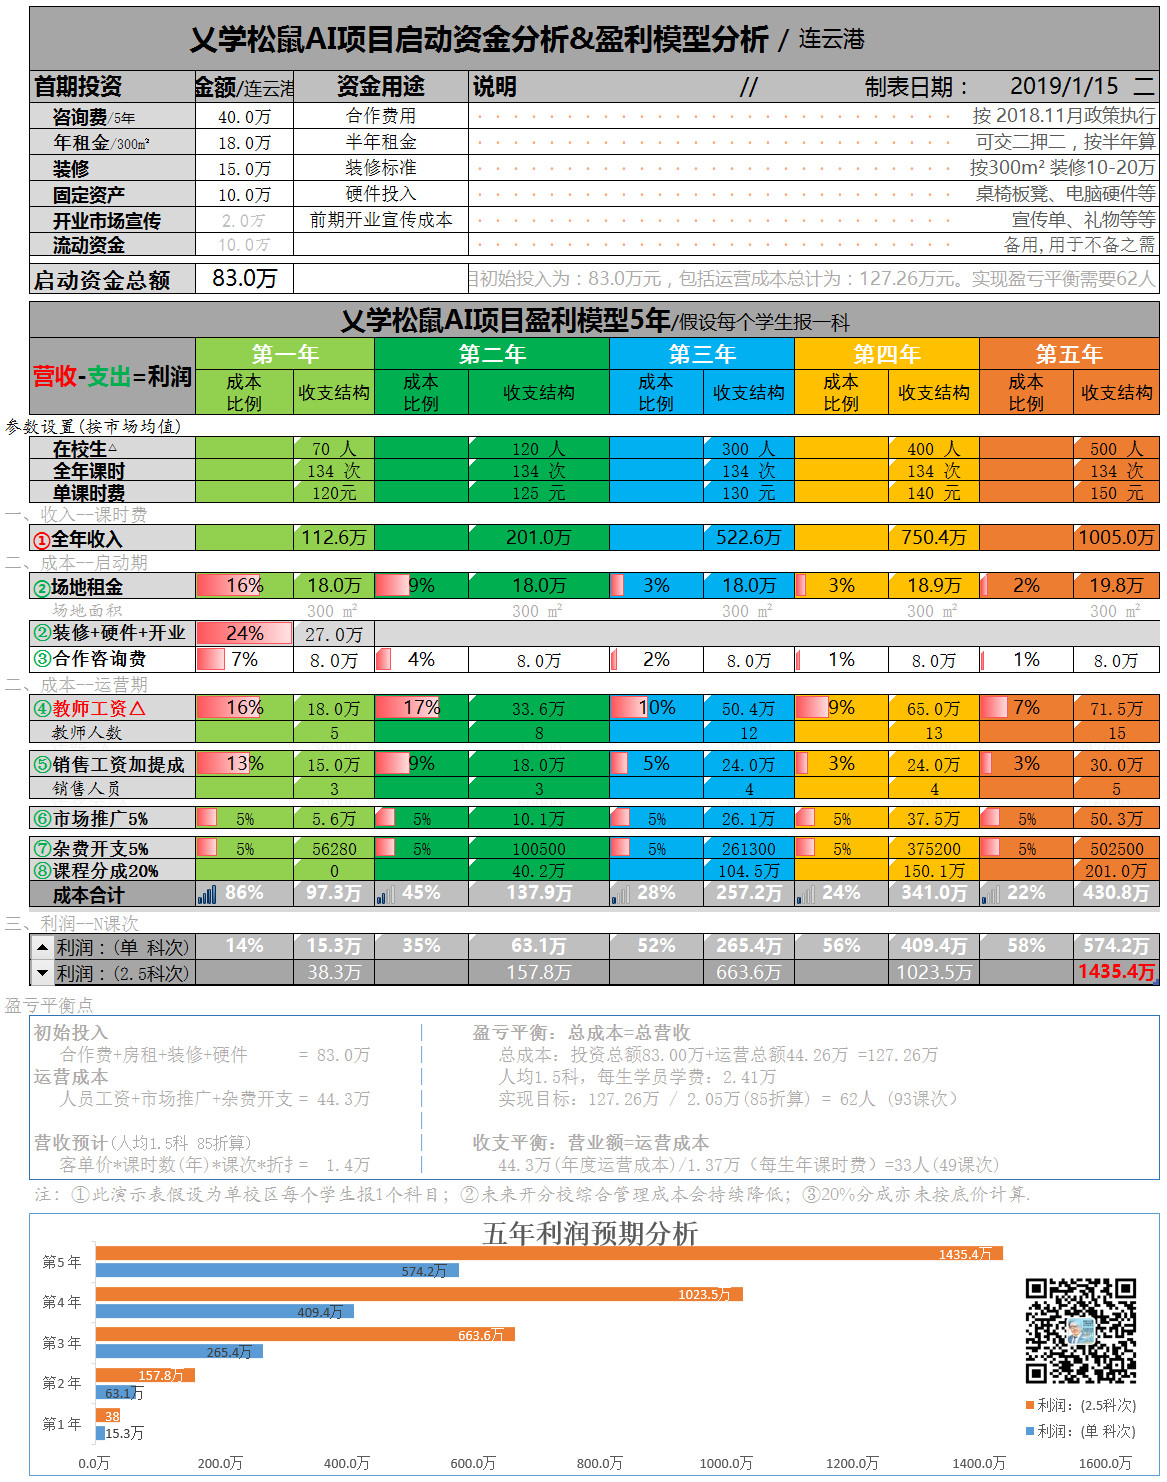 乂学松鼠AI项目启动资金分析&盈利模型分析 / 连云港
首期投资 金额/连云港 资金用途 说明 // 制表日期： 2019/1/15 二
咨询费/5年 40.0万 合作费用 按 2018.11月政策执行
年租金/300㎡ 18.0万 半年租金 可交二押二，按半年算
装修 15.0万 装修标准 按300m² 装修10-20万
固定资产 10.0万 硬件投入 桌椅板凳、电脑硬件等
开业市场宣传 2.0万 前期开业宣传成本 宣传单、礼物等等
流动资金 10.0万 备用,用于不备之需
启动资金总额 83.0万 目初始投入为：83.0万元，包括运营成本总计为：127.26万元。实现盈亏平衡需要62人
乂学松鼠AI项目盈利模型5年/假设每个学生报一科
营收-支出=利润 第一年 第二年 第三年 第四年 第五年
成本比例 收支结构 成本比例 收支结构 成本比例 收支结构 成本比例 收支结构 成本比例 收支结构
参数设置(按市场均值)
在校生△ 70 人 120 人 300 人 400 人 500 人
全年课时 134 次 134 次 134 次 134 次 134 次
单课时费 120元 125 元 130 元 140 元 150 元
一、收入--课时费
①全年收入 112.6万 201.0万 522.6万 750.4万 1005.0万
二、成本--启动期
②场地租金 16% 18.0万 9% 18.0万 3% 18.0万 3% 18.9万 2% 19.8万
场地面积 300 ㎡ 300 ㎡ 300 ㎡ 300 ㎡ 300 ㎡
②装修+硬件+开业 24% 27.0万
③合作咨询费 7% 8.0万 4% 8.0万 2% 8.0万 1% 8.0万 1% 8.0万
二、成本--运营期
④教师工资△ 16% 18.0万 17% 33.6万 10% 50.4万 9% 65.0万 7% 71.5万
教师人数 5 8 12 13 15
⑤销售工资加提成 13% 15.0万 9% 18.0万 5% 24.0万 3% 24.0万 3% 30.0万
销售人员 3 3 4 4 5
⑥市场推广5% 5% 5.6万 5% 10.1万 5% 26.1万 5% 37.5万 5% 50.3万
⑦杂费开支5% 5% 56280 5% 100500 5% 261300 5% 375200 5% 502500
⑧课程分成20% 0 40.2万 104.5万 150.1万 201.0万
成本合计 86% 97.3万 45% 137.9万 28% 257.2万 24% 341.0万 22% 430.8万
三、利润--N课次
利润：(单 科次) 14% 15.3万 35% 63.1万 52% 265.4万 56% 409.4万 58% 574.2万
利润：(2.5科次) 38.3万 157.8万 663.6万 1023.5万 1435.4万
盈亏平衡点
初始投入 | 盈亏平衡：总成本=总营收
合作费+房租+装修+硬件 = 83.0万 | 总成本：投资总额83.00万+运营总额44.26万 =127.26万
运营成本 | 人均1.5科，每生学员学费：2.41万
人员工资+市场推广+杂费开支 = 44.3万 | 实现目标：127.26万 / 2.05万(85折算) = 62人 (93课次)
|
营收预计(人均1.5科 85折算) | 收支平衡：营业额=运营成本
客单价*课时数(年)*课次*折扌= 1.4万 | 44.3万(年度运营成本)/1.37万（每生年课时费）=33人(49课次)
注：①此演示表假设为单校区每个学生报1个科目；②未来开分校综合管理成本会持续降低；③20%分成亦未按底价计算.
五年利润预期分析
第5年 1435.4万
574.2万
第4年 1023.5万
409.4万
第3年 663.6万
265.4万
第2年 157.8万
63.1万
第1年 38
15.3万
利润：(2.5科次)
利润：(单 科次)
0.0万 200.0万 400.0万 600.0万 800.0万 1000.0万 1200.0万 1400.0万 1600.0万